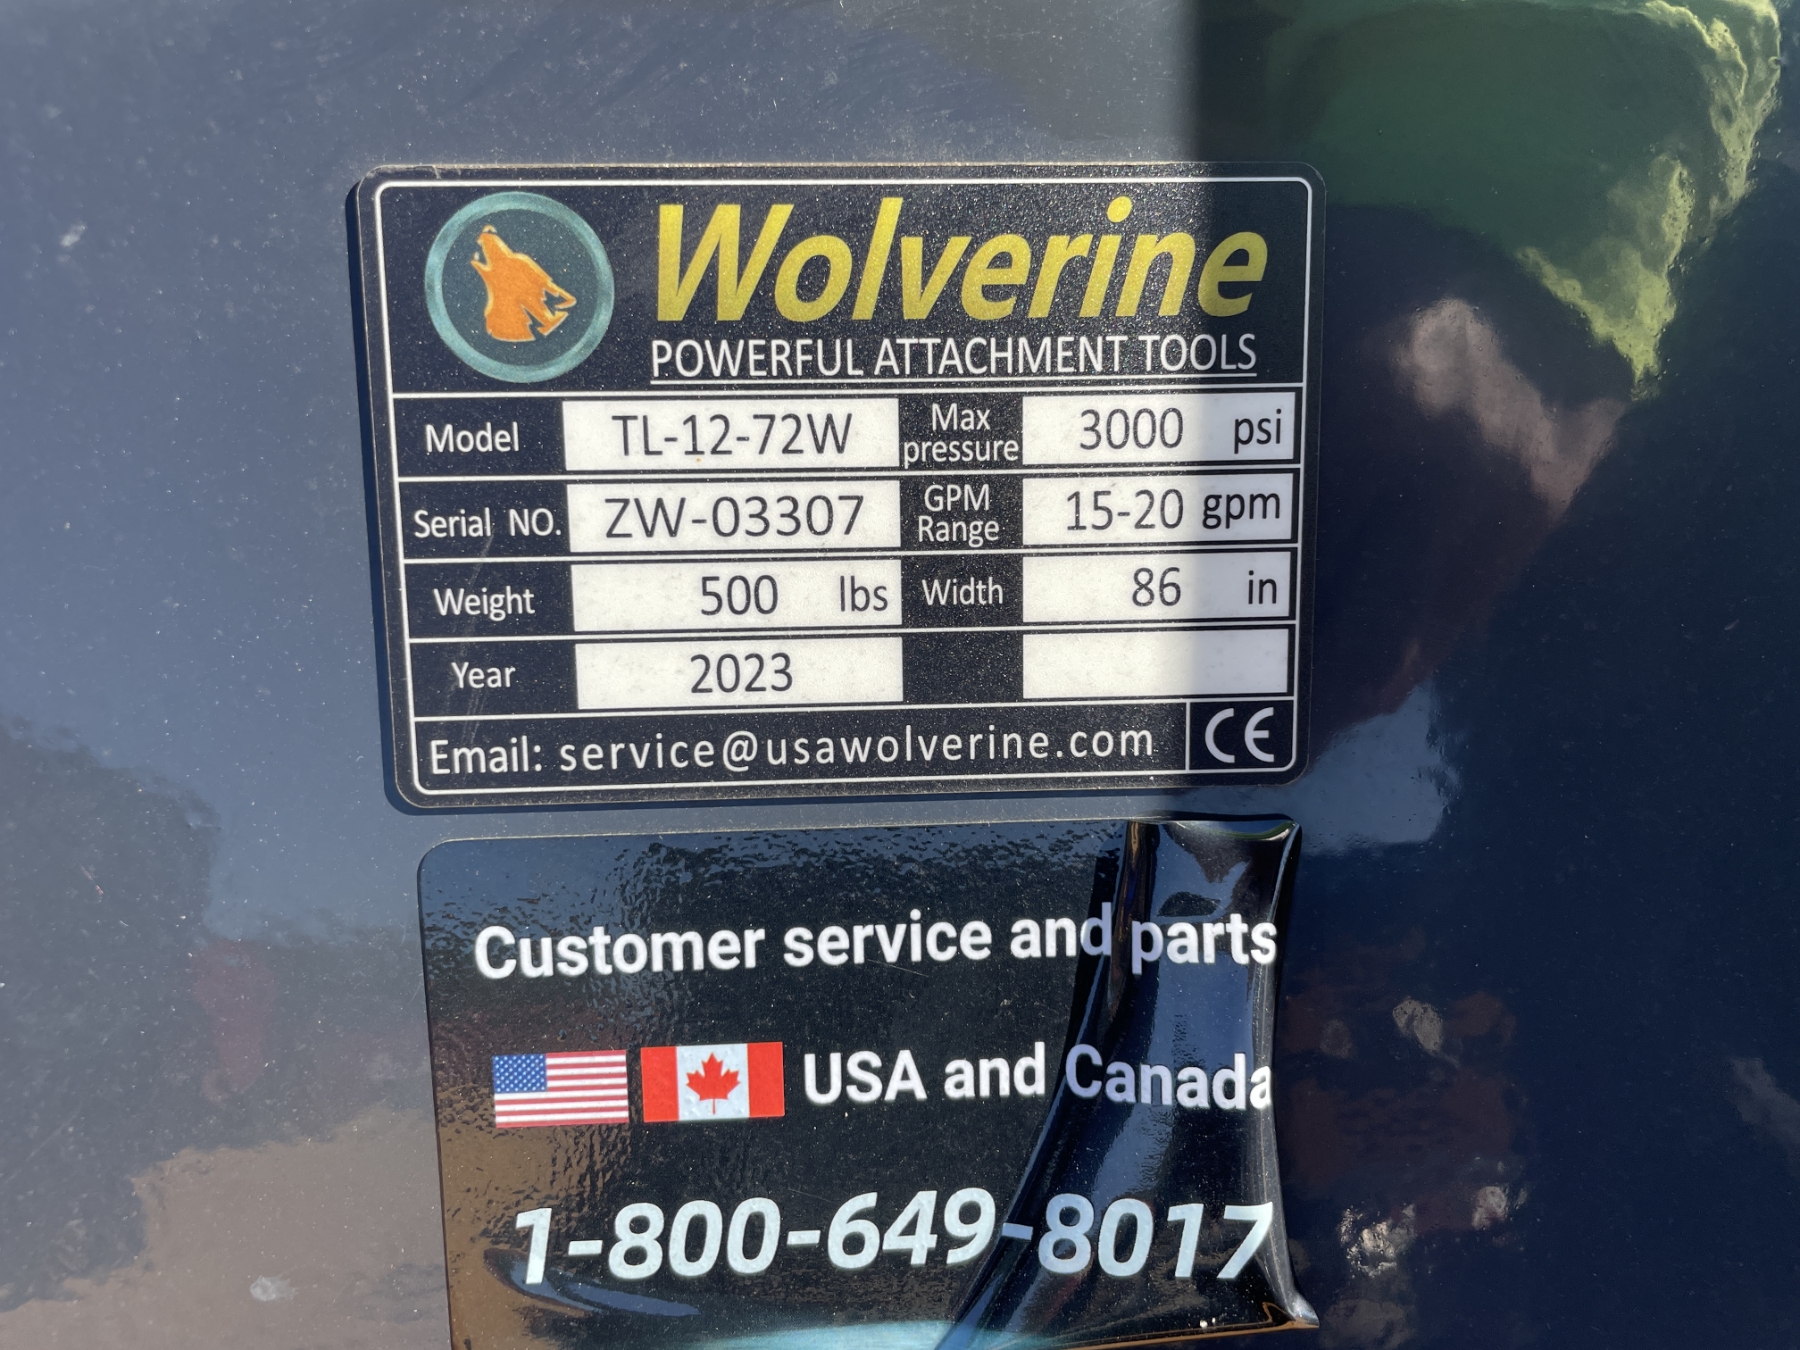 Wolverine
POWERFUL ATTACHMENT TOOLS
Model TL-12-72W Max pressure 3000 psi
Serial NO. ZW-03307 GPM Range 15-20 gpm
Weight 500 lbs Width 86 in
Year 2023
Email: service@usawolverine.com CE
Customer service and parts
USA and Canada
1-800-649-8017